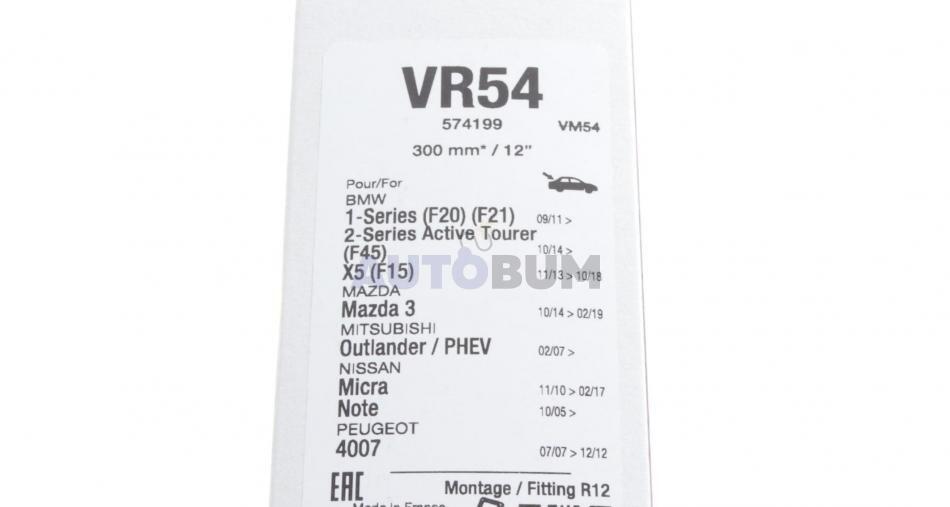 VR54
574199 VM54
300 mm* / 12"
Pour/For
BMW
1-Series (F20) (F21) 09/11 >
2-Series Active Tourer
(F45) 10/14 >
X5 (F15) 11/13 > 10/18
AUTOBUM
MAZDA
Mazda 3 10/14 > 02/19
MITSUBISHI
Outlander / PHEV 02/07 >
NISSAN
Micra 11/10 > 02/17
Note 10/05 >
PEUGEOT
4007 07/07 > 12/12
EAC Montage / Fitting R12
Made in France